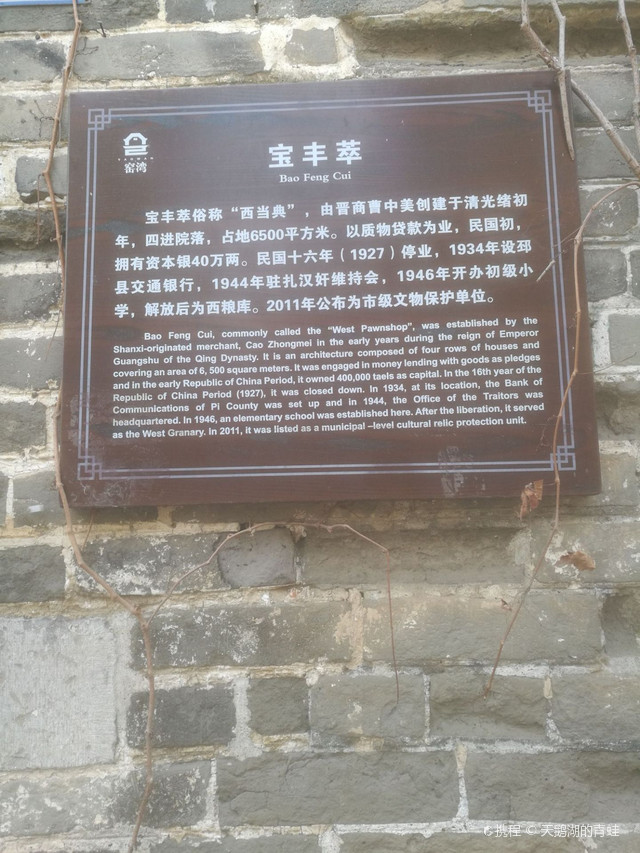 窑湾
宝丰萃
Bao Feng Cui
宝丰萃俗称“西当典”，由晋商曹中美创建于清光绪初
年，四进院落，占地6500平方米。以质物贷款为业，民国初，
拥有资本银40万两。民国十六年（1927）停业，1934年设邳
县交通银行，1944年驻扎汉奸维持会，1946年开办初级小
学，解放后为西粮库。2011年公布为市级文物保护单位。
Bao Feng Cui, commonly called the “West Pawnshop”, was established by the
Shanxi-originated merchant, Cao Zhongmei in the early years during the reign of Emperor
Guangshu of the Qing Dynasty. It is an architecture composed of four rows of houses and
covering an area of 6, 500 square meters. It was engaged in money lending with goods as pledges
and in the early Republic of China Period, it owned 400,000 taels as capital. In the 16th year of the
Republic of China Period (1927), it was closed down. In 1934, at its location, the Bank of
Communications of Pi County was set up and in 1944, the Office of the Traitors was
headquartered. In 1946, an elementary school was established here. After the liberation, it served
as the West Granary. In 2011, it was listed as a municipal –level cultural relic protection unit.
携程 © 天鹅湖的青蛙